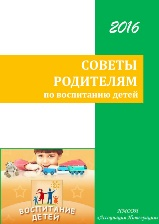 2016
СОВЕТЫ
РОДИТЕЛЯМ
по воспитанию детей
ВОСПИТАНИЕ
ДЕТЕЙ